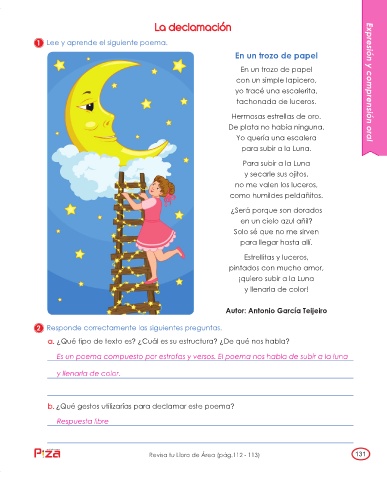 La declamación
1 Lee y aprende el siguiente poema.
En un trozo de papel
En un trozo de papel
con un simple lapicero,
yo tracé una escalerita,
tachonada de luceros.
Hermosas estrellas de oro.
De plata no había ninguna.
Yo quería una escalera
para subir a la Luna.
Para subir a la Luna
y secarle sus ojitos,
no me valen los luceros,
como humildes peldañitos.
¿Será porque son dorados
en un cielo azul añil?
Solo sé que no me sirven
para llegar hasta allí.
Estrellitas y luceros,
pintados con mucho amor,
¡quiero subir a la Luna
y llenarla de color!
Autor: Antonio García Teijeiro
Expresión y comprensión oral
2 Responde correctamente las siguientes preguntas.
a. ¿Qué tipo de texto es? ¿Cuál es su estructura? ¿De qué nos habla?
Es un poema compuesto por estrofas y versos. El poema nos habla de subir a la luna
y llenarla de color.
b. ¿Qué gestos utilizarías para declamar este poema?
Respuesta libre
Pizza
Revisa tu Libro de Área (pág.112 - 113)
131